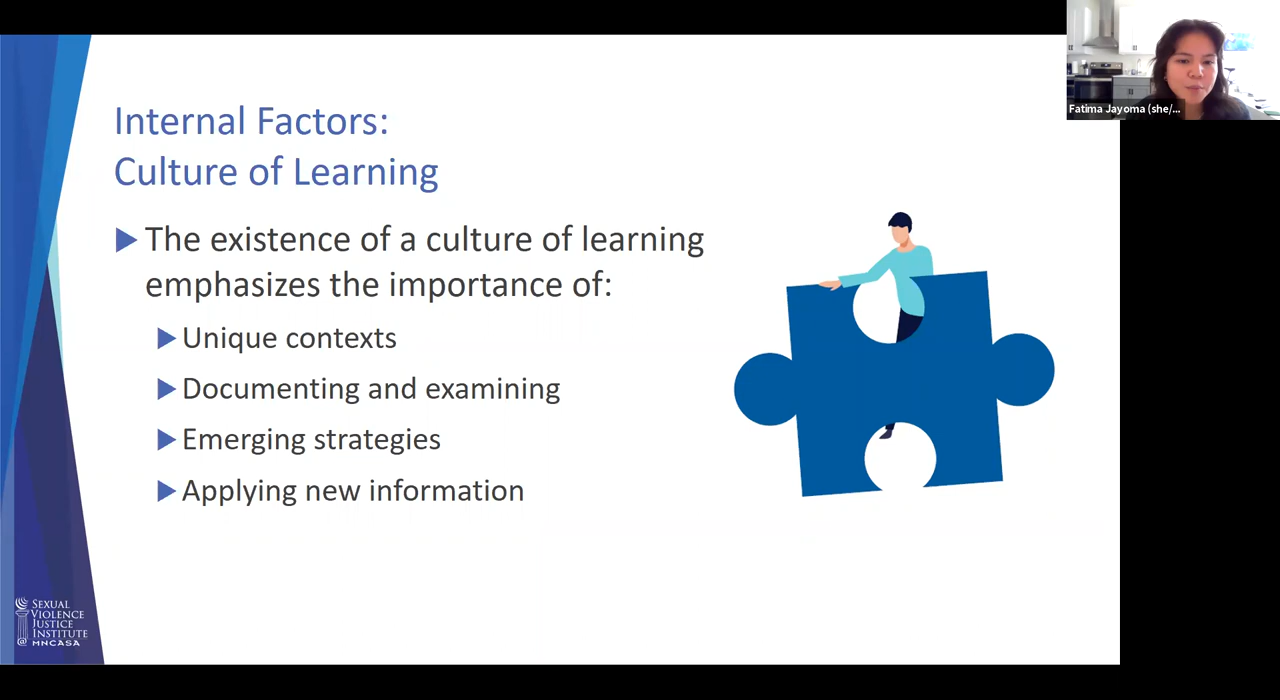 Internal Factors:
Culture of Learning
The existence of a culture of learning
emphasizes the importance of:
Unique contexts
Documenting and examining
Emerging strategies
Applying new information
SEXUAL
VIOLENCE
JUSTICE
INSTITUTE
@ MNCASA
Fatima Jayoma (she/...